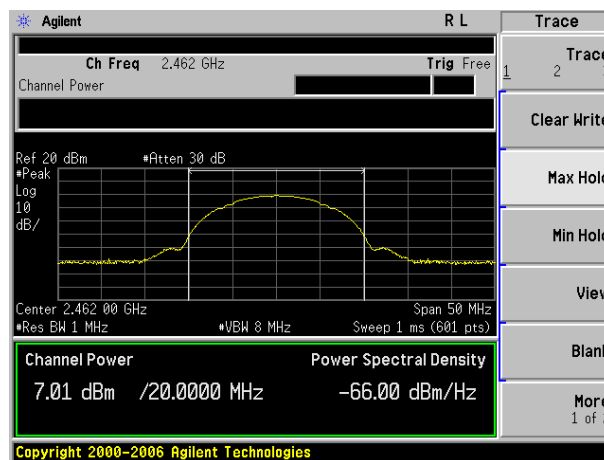 Agilent R L Trace
Ch Freq 2.462 GHz Trig Free
Channel Power
Trace
1 2
Clear Write
Max Hold
Min Hold
View
Blank
More
1 of
Ref 20 dBm #Atten 30 dB
#Peak
Log
10
dB/
Center 2.462 00 GHz Span 50 MHz
#Res BW 1 MHz #VBW 8 MHz Sweep 1 ms (601 pts)
Channel Power Power Spectral Density
7.01 dBm /20.0000 MHz -66.00 dBm/Hz
Copyright 2000-2006 Agilent Technologies